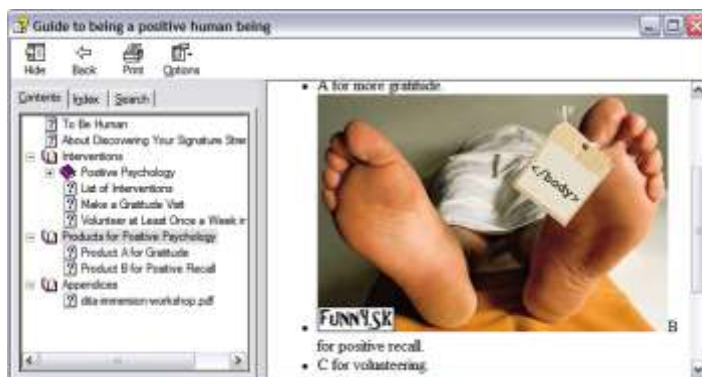 Guide to being a positive human being
Hide Back Print Options
Contents Index Search
To Be Human
About Discovering Your Signature Stre
Interventions
Positive Psychology
List of Interventions
Make a Gratitude Visit
Volunteer at Least Once a Week ir
Products for Positive Psychology
Product A for Gratitude
Product B for Positive Recall
Appendices
dita-immersion-workshop.pdf
• A for more gratitude.
</body>
FUNNY.SK
• B
for positive recall.
• C for volunteering.